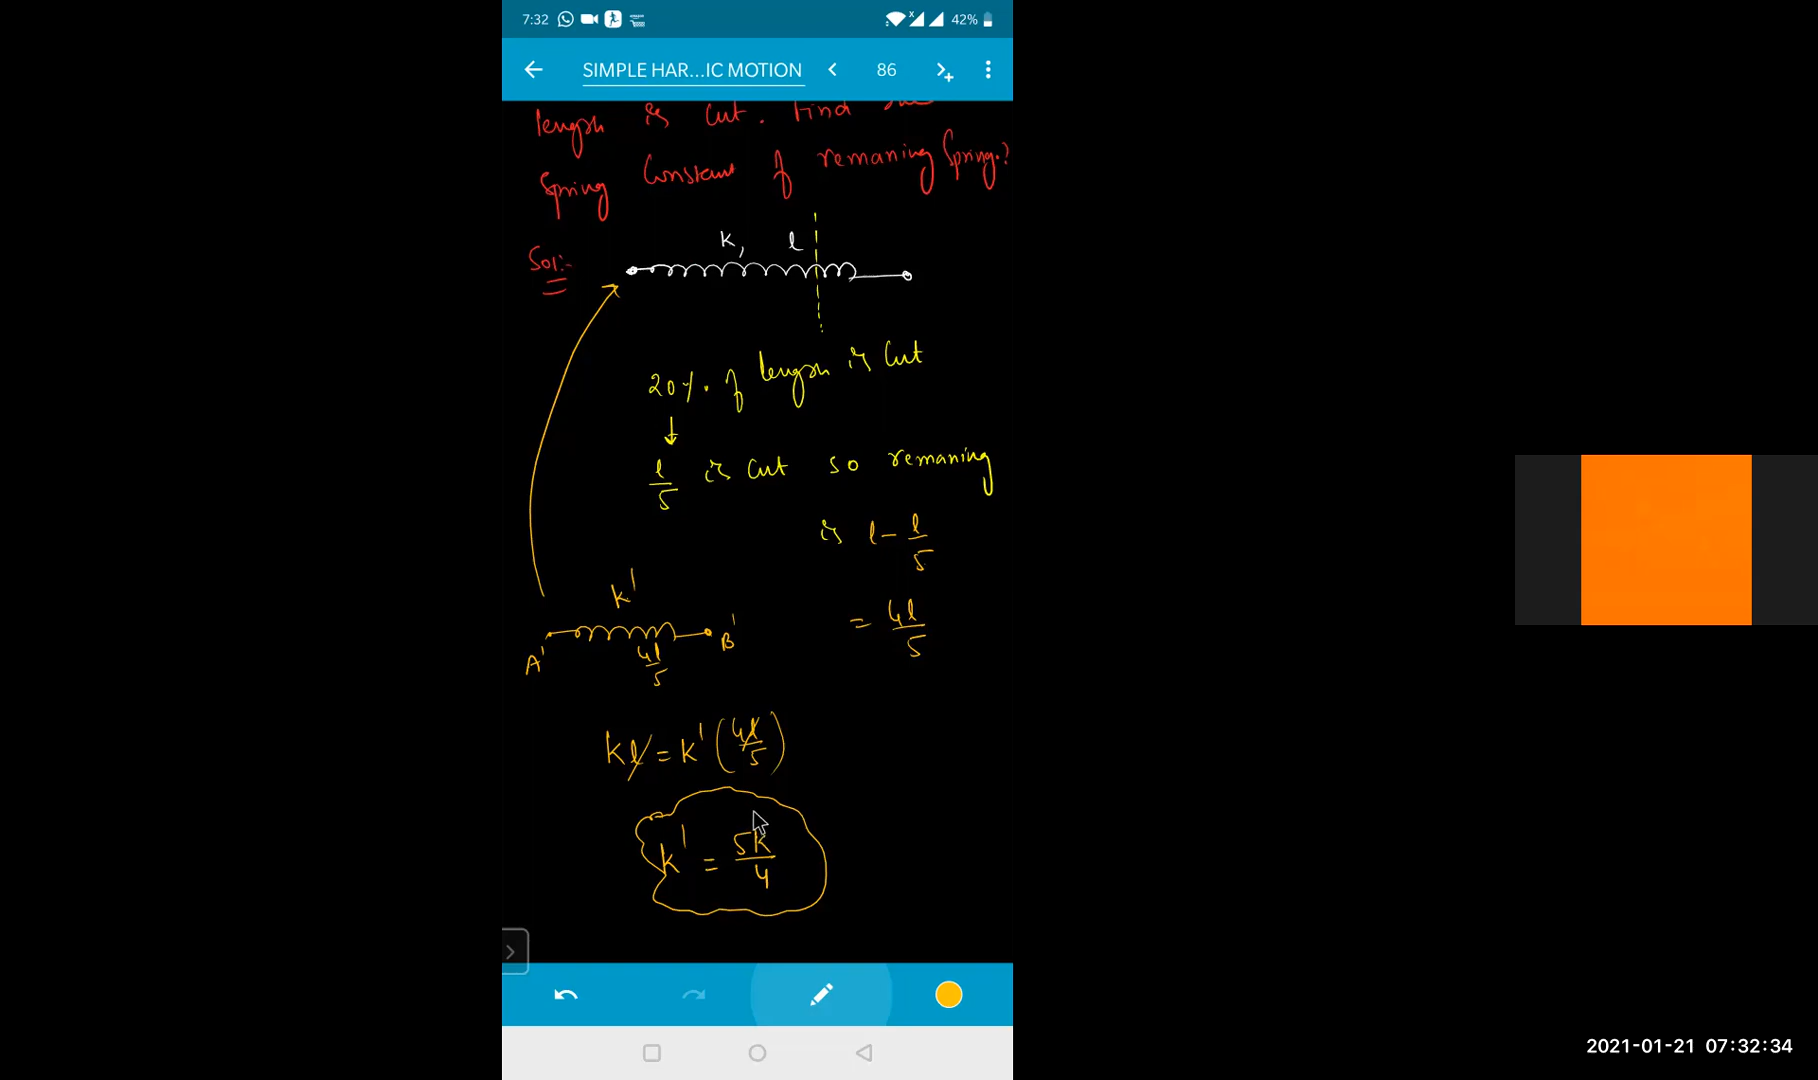 7:32
42%
SIMPLE HAR...IC MOTION
86
length is cut. Find
Spring Constant of remaning Spring.?
Sol:-
K, l
20%. of length is cut
l/5 is cut so remaning
is l - l/5
= 4l/5
K'
A' B'
4l/5
Kl = K' (4l/5)
K' = 5K/4
2021-01-21 07:32:34